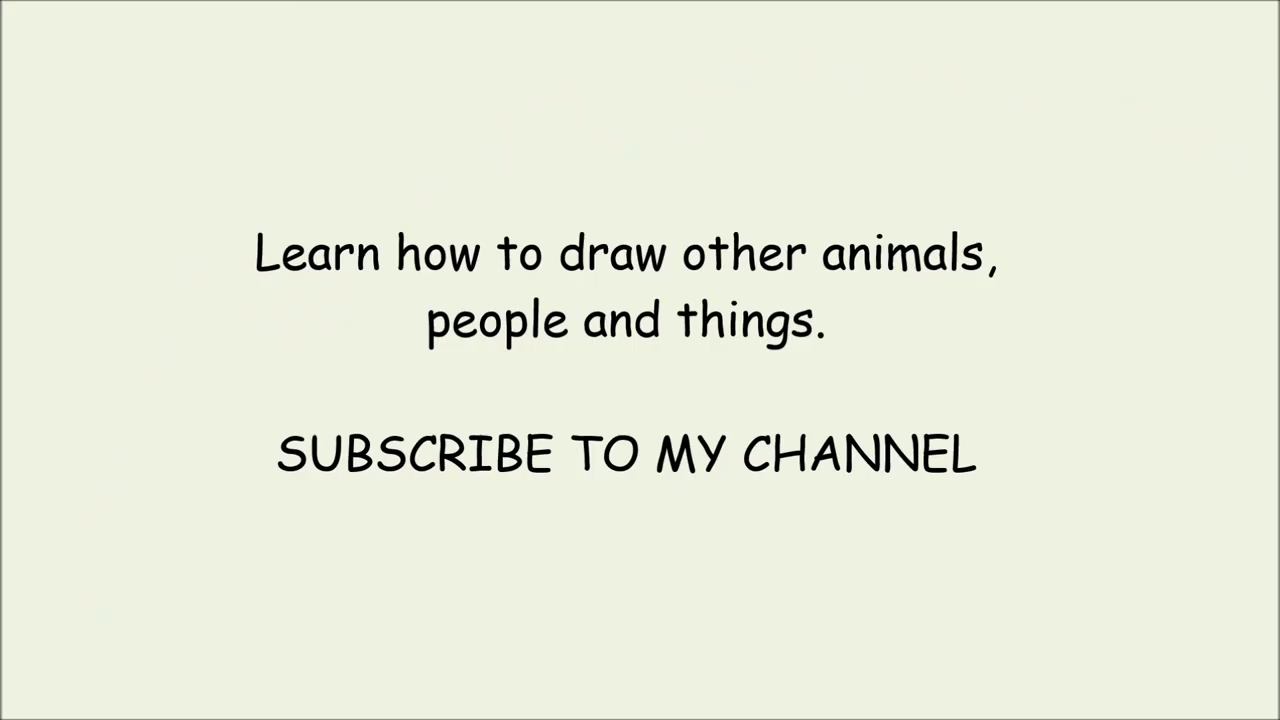 Learn how to draw other animals,
people and things.
SUBSCRIBE TO MY CHANNEL